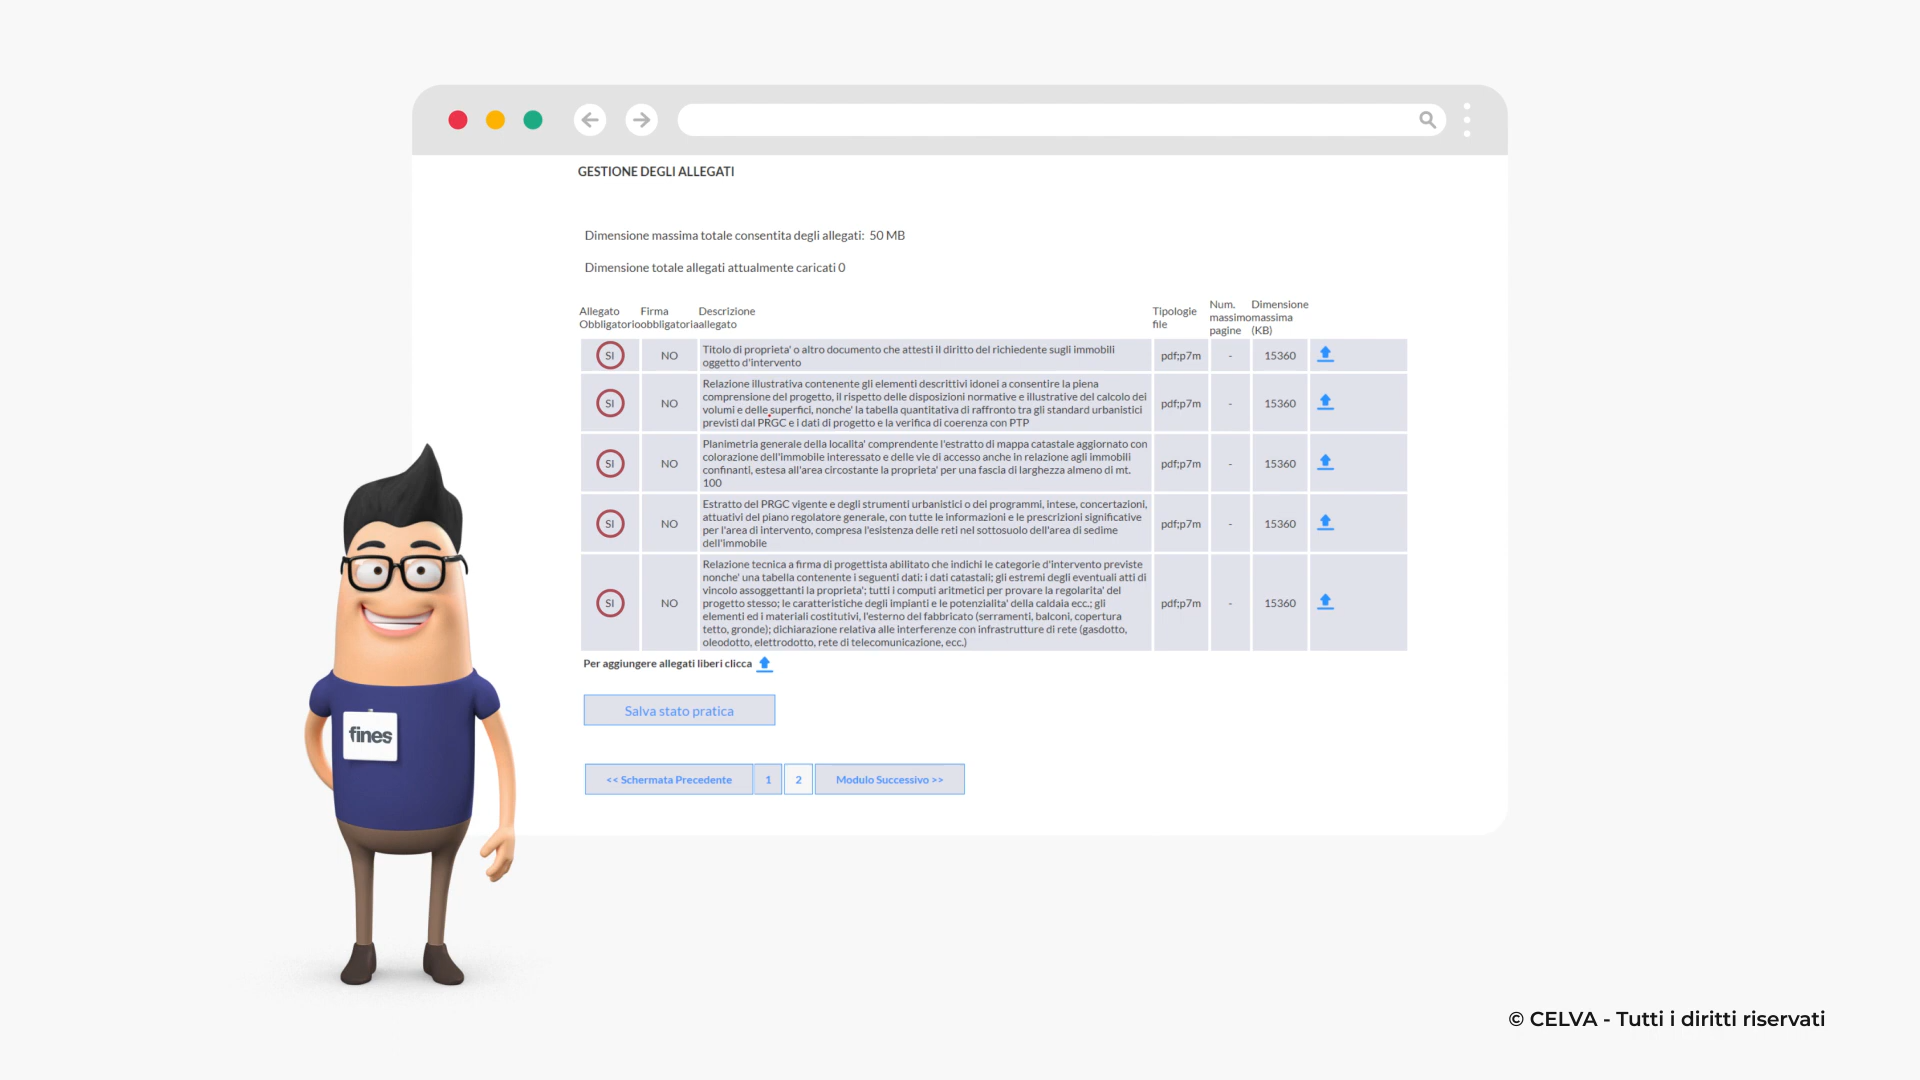 GESTIONE DEGLI ALLEGATI
Dimensione massima totale consentita degli allegati: 50 MB
Dimensione totale allegati attualmente caricati 0
Allegato Obbligatorio
Firma obbligatoria
Descrizione allegato
Tipologie file
Num. massimo pagine
Dimensione massima (KB)
SI
NO
Titolo di proprieta' o altro documento che attesti il diritto del richiedente sugli immobili
oggetto d'intervento
pdf;p7m
-
15360
SI
NO
Relazione illustrativa contenente gli elementi descrittivi idonei a consentire la piena
comprensione del progetto, il rispetto delle disposizioni normative e illustrative del calcolo dei
volumi e delle superfici, nonche' la tabella quantitativa di raffronto tra gli standard urbanistici
previsti dal PRGC e i dati di progetto e la verifica di coerenza con PTP
pdf;p7m
-
15360
SI
NO
Planimetria generale della localita' comprendente l'estratto di mappa catastale aggiornato con
colorazione dell'immobile interessato e delle vie di accesso anche in relazione agli immobili
confinanti, estesa all'area circostante la proprieta' per una fascia di larghezza almeno di mt.
100
pdf;p7m
-
15360
SI
NO
Estratto del PRGC vigente e degli strumenti urbanistici o dei programmi, intese, concertazioni,
attuativi del piano regolatore generale, con tutte le informazioni e le prescrizioni significative
per l'area di intervento, compresa l'esistenza delle reti nel sottosuolo dell'area di sedime
dell'immobile
pdf;p7m
-
15360
SI
NO
Relazione tecnica a firma di progettista abilitato che indichi le categorie d'intervento previste
nonche' una tabella contenente i seguenti dati: i dati catastali; gli estremi degli eventuali atti di
vincolo assoggettanti la proprieta'; tutti i computi aritmetici per provare la regolarita' del
progetto stesso; le caratteristiche degli impianti e le potenzialita' della caldaia ecc.; gli
elementi ed i materiali costitutivi, l'esterno del fabbricato (serramenti, balconi, copertura
tetto, gronde); dichiarazione relativa alle interferenze con infrastrutture di rete (gasdotto,
oleodotto, elettrodotto, rete di telecomunicazione, ecc.)
pdf;p7m
-
15360
Per aggiungere allegati liberi clicca
Salva stato pratica
<< Schermata Precedente 1 2 Modulo Successivo >>
fines
© CELVA - Tutti i diritti riservati